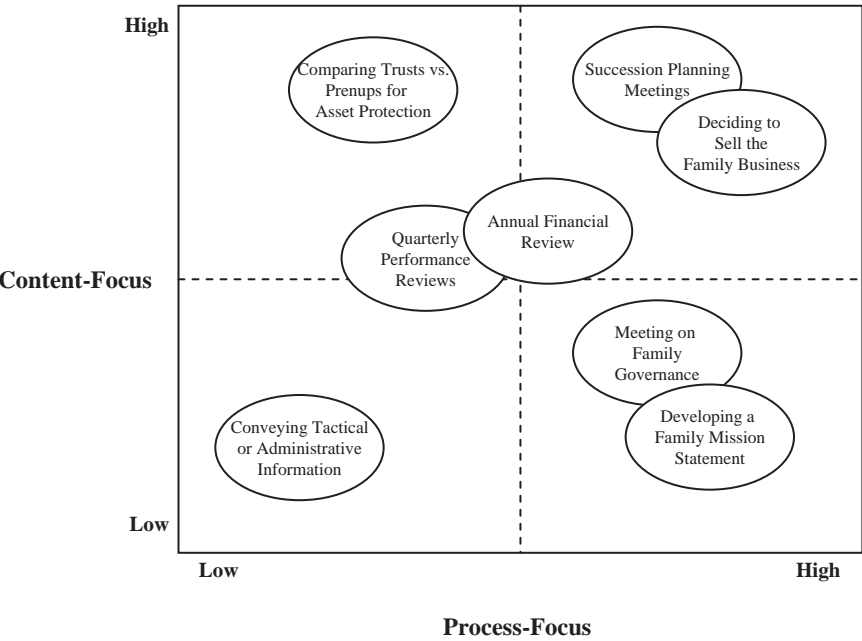 High
Comparing Trusts vs.
Prenups for
Asset Protection
Succession Planning
Meetings
Deciding to
Sell the
Family Business
Annual Financial
Review
Quarterly
Performance
Reviews
Content-Focus
Meeting on
Family
Governance
Developing a
Family Mission
Statement
Conveying Tactical
or Administrative
Information
Low
Low
High
Process-Focus